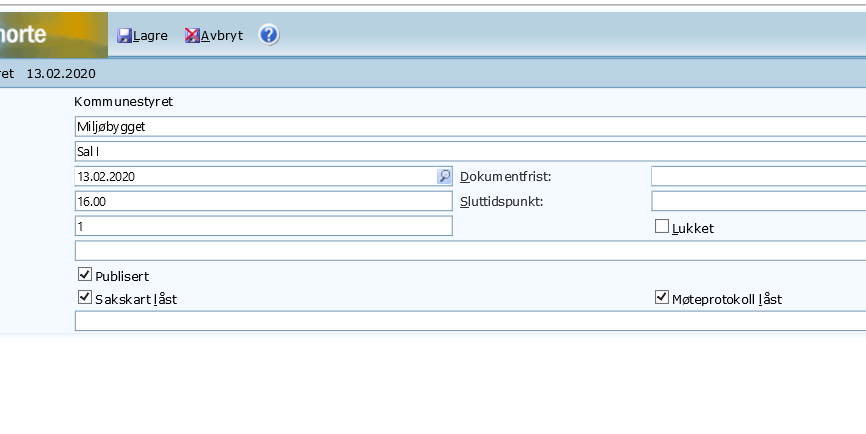 norte Lagre Avbryt ?
ret 13.02.2020
Kommunestyret
Miljøbygget
Sal I
13.02.2020 Dokumentfrist:
16.00 Sluttidspunkt:
1 Lukket
Publisert
Sakskart låst Møteprotokoll låst